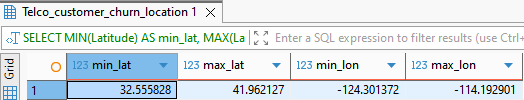 Telco_customer_churn_location 1
SELECT MIN(Latitude) AS min_lat, MAX(La
Enter a SQL expression to filter results (use Ctrl+
Grid
123 min_lat 123 max_lat 123 min_lon 123 max_lon
1 32.555828 41.962127 -124.301372 -114.192901